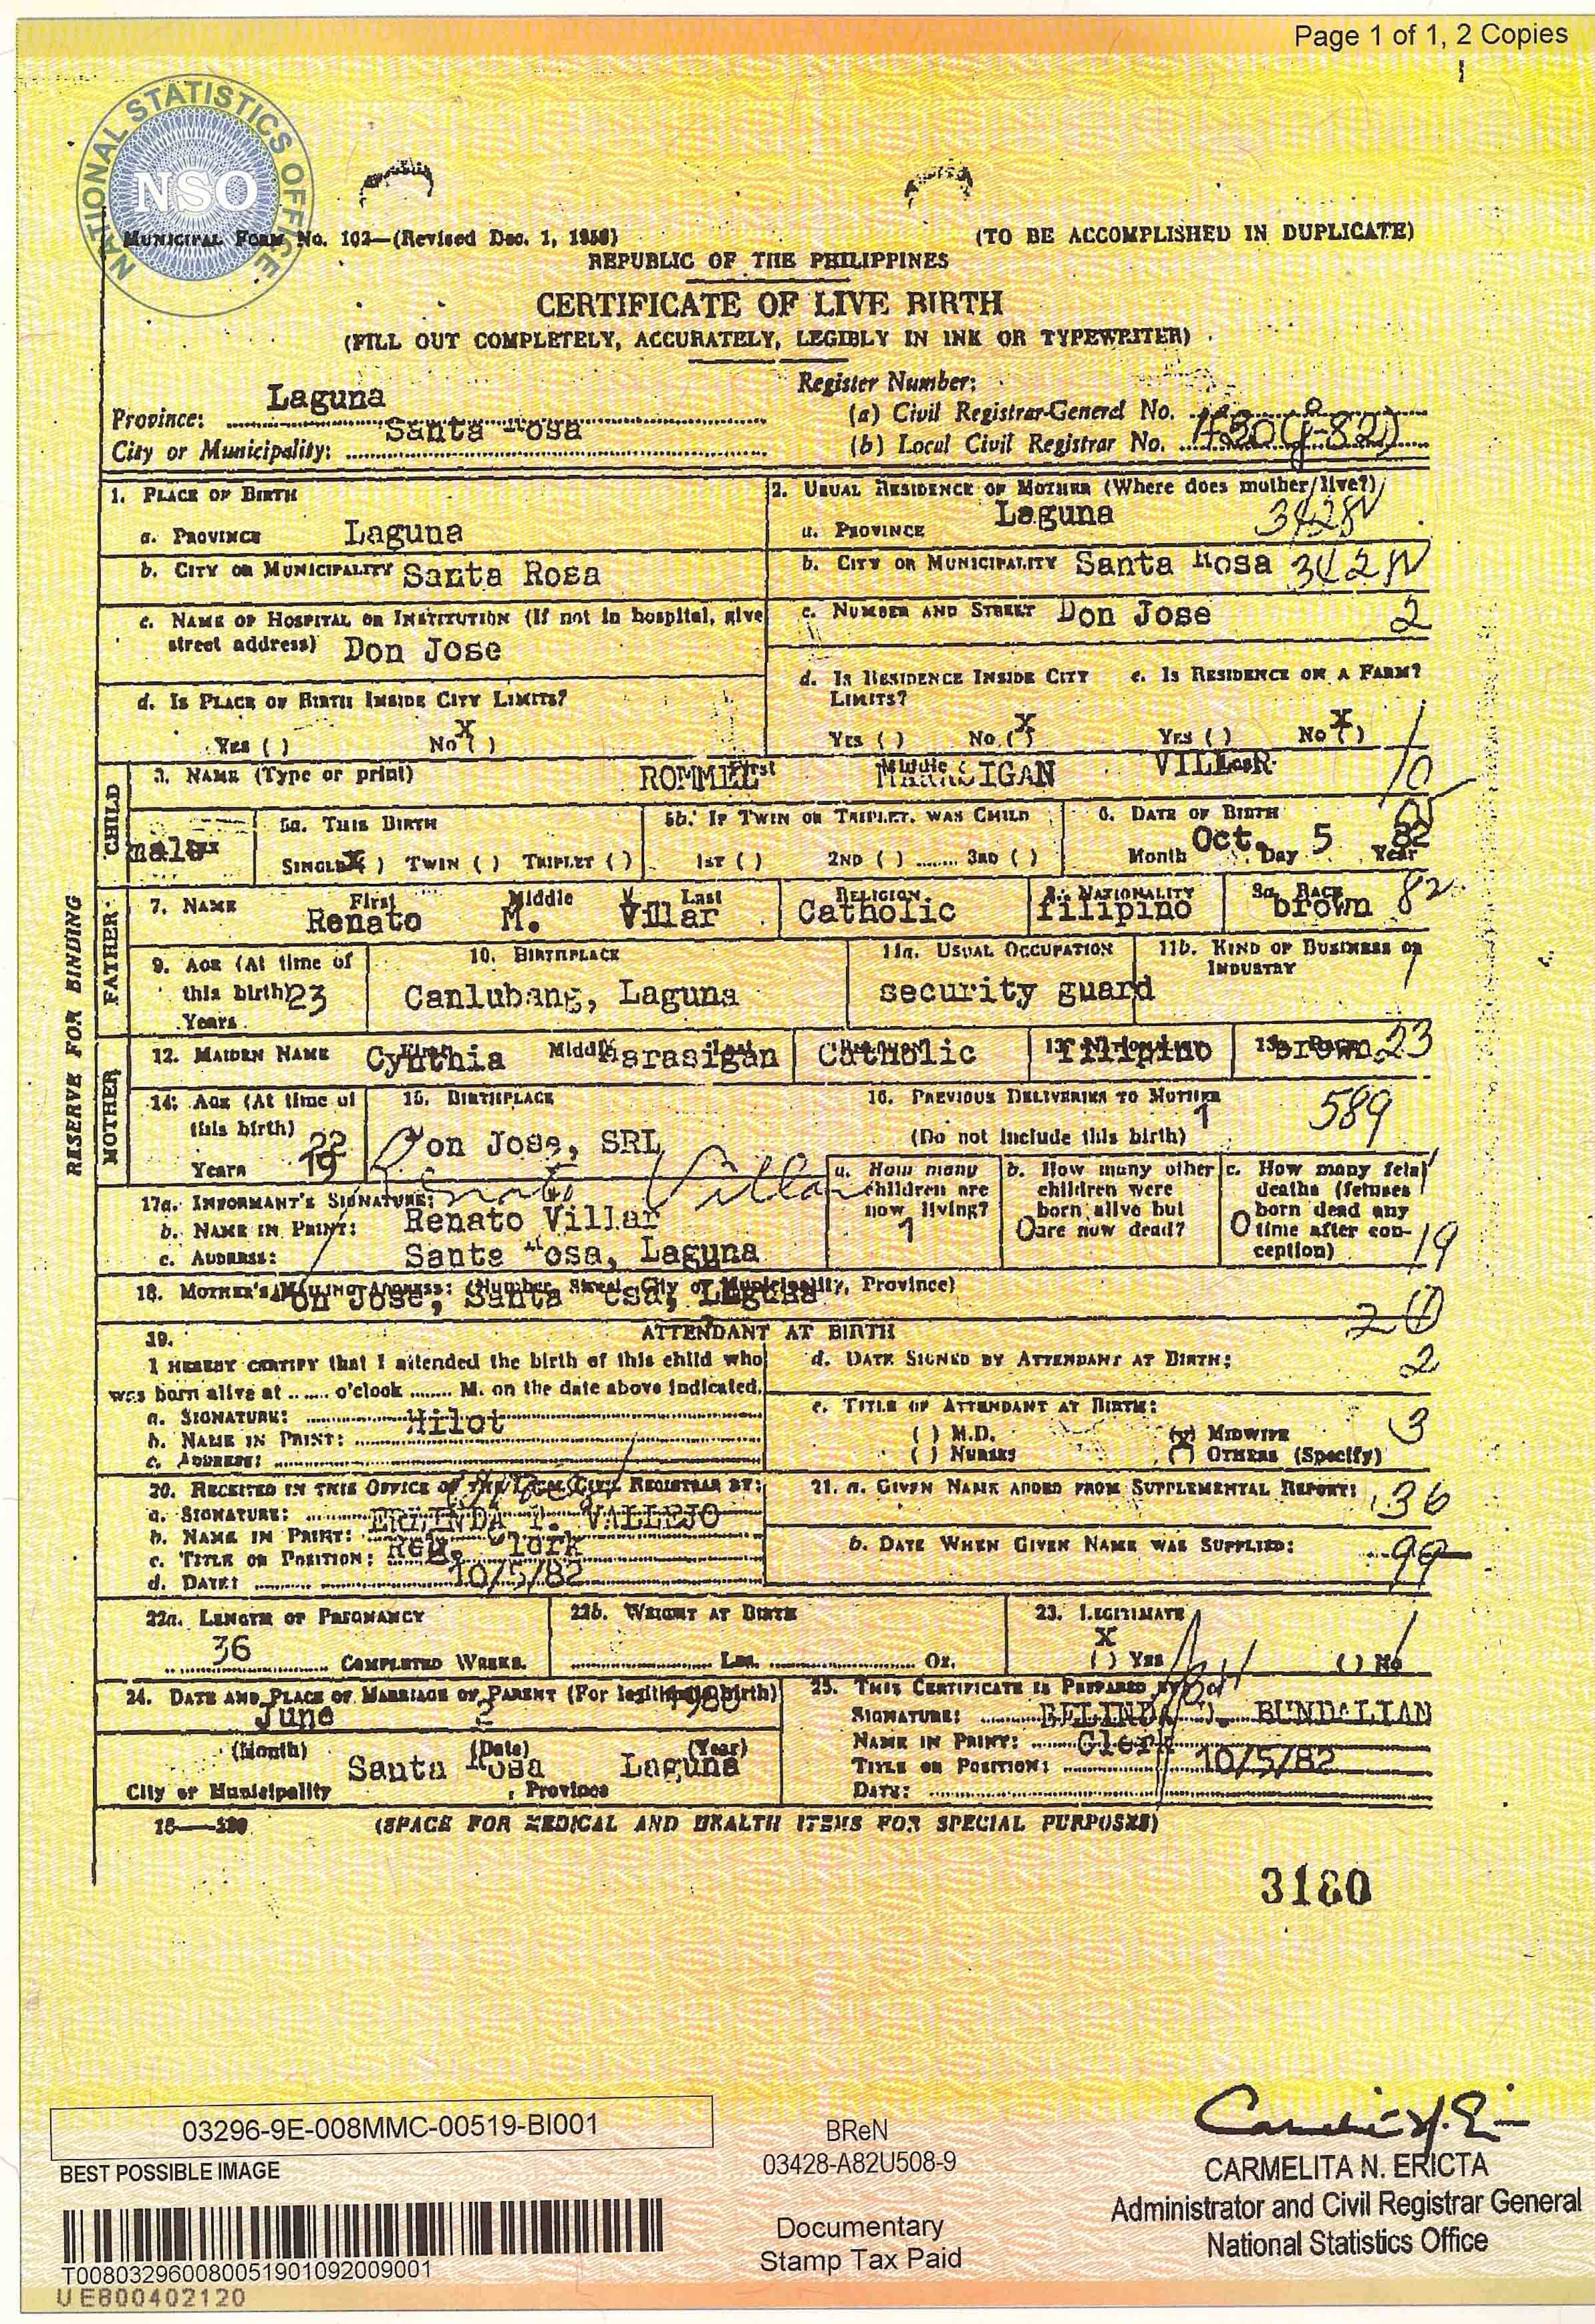 Page 1 of 1, 2 Copies
NATIONAL STATISTICS OFFICE
NSO
MUNICIPAL FORM No. 102—(Revised Dec. 1, 1958)
(TO BE ACCOMPLISHED IN DUPLICATE)
REPUBLIC OF THE PHILIPPINES
CERTIFICATE OF LIVE BIRTH
(FILL OUT COMPLETELY, ACCURATELY, LEGIBLY IN INK OR TYPEWRITER)
Register Number:
Province: Laguna
(a) Civil Registrar-General No.
City or Municipality: Santa Rosa
(b) Local Civil Registrar No.
1. PLACE OF BIRTH
2. USUAL RESIDENCE OF MOTHER (Where does mother live?)
a. PROVINCE Laguna
a. PROVINCE Laguna 3428N
b. CITY OR MUNICIPALITY Santa Rosa
b. CITY OR MUNICIPALITY Santa Rosa 3428N
c. NAME OF HOSPITAL OR INSTITUTION (If not in hospital, give
street address) Don Jose
c. NUMBER AND STREET Don Jose 2
d. IS PLACE OF BIRTH INSIDE CITY LIMITS?
YES ( ) NO (X)
d. IS RESIDENCE INSIDE CITY LIMITS?
YES ( ) NO (X)
e. IS RESIDENCE ON A FARM?
YES ( ) NO (X)
CHILD
3. NAME (Type or print) First Middle Last
ROMMEL MARASIGAN VILLAR
male
5a. THIS BIRTH
SINGLE (X) TWIN ( ) TRIPLET ( )
5b. IF TWIN OR TRIPLET, WAS CHILD
1ST ( ) 2ND ( ) 3RD ( )
6. DATE OF BIRTH
Oct. 5 82
Month Day Year
RESERVE FOR BINDING
FATHER
7. NAME First Middle Last
Renato M. Villar
RELIGION
Catholic
8. NATIONALITY
filipino
9a. RACE
brown 82
9. AGE (At time of
this birth) 23
Years
10. BIRTHPLACE
Canlubang, Laguna
11a. USUAL OCCUPATION
security guard
11b. KIND OF BUSINESS OR
INDUSTRY
MOTHER
12. MAIDEN NAME First Middle Last
Cynthia Marasigan
Catholic
filipino
brown 23
14. AGE (At time of
this birth) 22
Years 19
15. BIRTHPLACE
Don Jose, SRL
16. PREVIOUS DELIVERIES TO MOTHER
(Do not include this birth) 1
589
a. How many
children are
now living?
1
b. How many other
children were
born alive but
are now dead?
0
c. How many fetal
deaths (fetuses
born dead any
time after con-
ception)
0
19
17a. INFORMANT'S SIGNATURE: Renato Villar
b. NAME IN PRINT: Renato Villar
c. ADDRESS: Santa Rosa, Laguna
18. MOTHER'S MAILING ADDRESS: (Number, Street, City or Municipality, Province)
Don Jose, Santa Rosa, Laguna
19. ATTENDANT AT BIRTH
I HEREBY CERTIFY that I attended the birth of this child who
was born alive at ........ o'clock ........ M. on the date above indicated.
a. SIGNATURE:
Hilot
b. NAME IN PRINT:
c. ADDRESS:
d. DATE SIGNED BY ATTENDANT AT BIRTH: 2
e. TITLE OF ATTENDANT AT BIRTH: 3
( ) M.D. (x) MIDWIFE
( ) NURSE ( ) OTHERS (Specify)
20. RECEIVED IN THIS OFFICE OF THE LOCAL CIVIL REGISTRAR BY:
a. SIGNATURE:
b. NAME IN PRINT: ERLINDA T. VALLEJO
c. TITLE OR POSITION: Reg. Clerk
d. DATE: 10/5/82
21. a. GIVEN NAME ADDED FROM SUPPLEMENTAL REPORT: 36
b. DATE WHEN GIVEN NAME WAS SUPPLIED: 99
22a. LENGTH OF PREGNANCY
36 COMPLETED WEEKS.
22b. WEIGHT AT BIRTH
Lbs. Oz.
23. LEGITIMATE
(X) YES ( ) No
24. DATE AND PLACE OF MARRIAGE OF PARENT (For legitimate birth)
June 2 1980
(Month) (Date) (Year)
Santa Rosa Laguna
City or Municipality , Province
25. THIS CERTIFICATE IS PREPARED BY:
SIGNATURE:
NAME IN PRINT: BELINDA BUNDALIAN
TITLE OR POSITION: Clerk
DATE: 10/5/82
(SPACE FOR MEDICAL AND HEALTH ITEMS FOR SPECIAL PURPOSES)
3180
03296-9E-008MMC-00519-BI001
BEST POSSIBLE IMAGE
T008032960080051901092009001
UE800402120
BReN
03428-A82U508-9
Documentary
Stamp Tax Paid
CARMELITA N. ERICTA
Administrator and Civil Registrar General
National Statistics Office